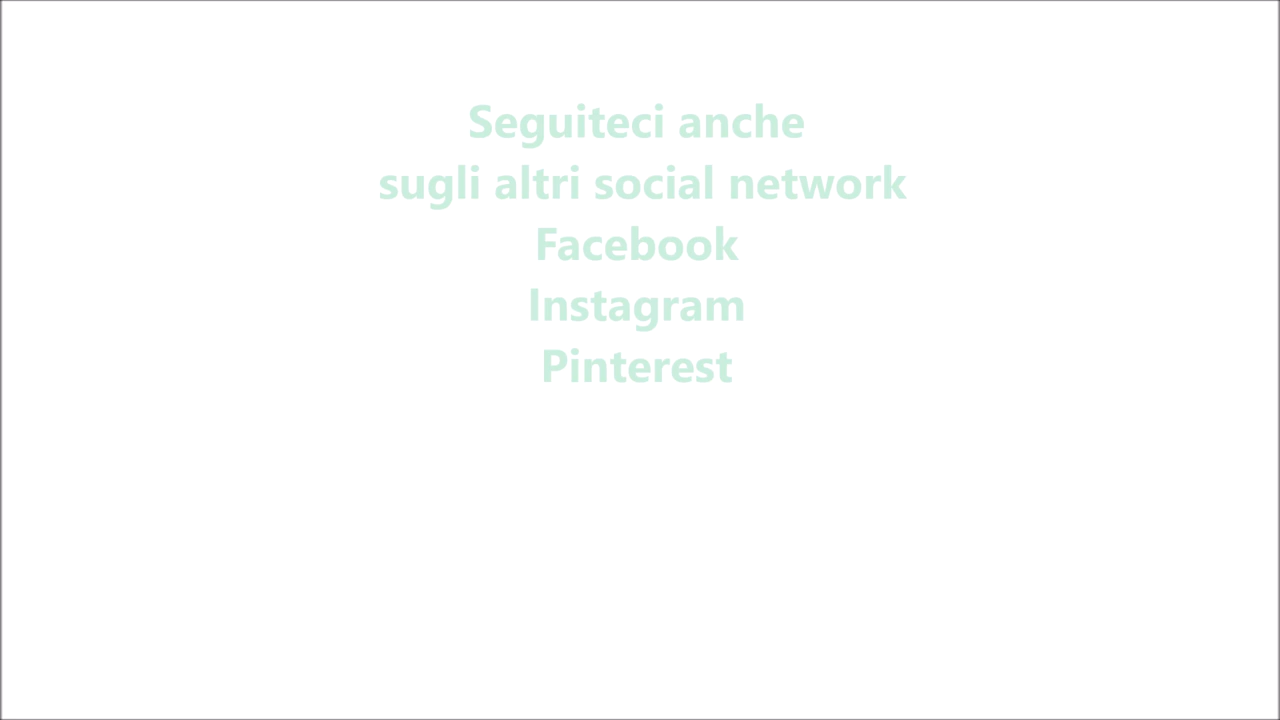 Seguiteci anche
sugli altri social network
Facebook
Instagram
Pinterest